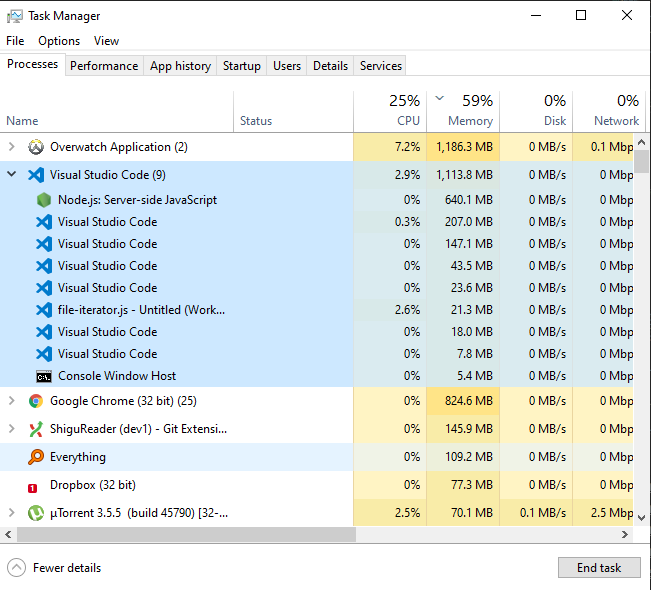 Task Manager
File Options View
Processes Performance App history Startup Users Details Services
25% 59% 0% 0%
Name Status CPU Memory Disk Network
Overwatch Application (2) 7.2% 1,186.3 MB 0 MB/s 0.1 Mbp
Visual Studio Code (9) 2.9% 1,113.8 MB 0 MB/s 0 Mbp
Node.js: Server-side JavaScript 0% 640.1 MB 0 MB/s 0 Mbp
Visual Studio Code 0.3% 207.0 MB 0 MB/s 0 Mbp
Visual Studio Code 0% 147.1 MB 0 MB/s 0 Mbp
Visual Studio Code 0% 43.5 MB 0 MB/s 0 Mbp
Visual Studio Code 0% 23.6 MB 0 MB/s 0 Mbp
file-iterator.js - Untitled (Work... 2.6% 21.3 MB 0 MB/s 0 Mbp
Visual Studio Code 0% 18.0 MB 0 MB/s 0 Mbp
Visual Studio Code 0% 7.8 MB 0 MB/s 0 Mbp
C:\. Console Window Host 0% 5.4 MB 0 MB/s 0 Mbp
Google Chrome (32 bit) (25) 0% 824.6 MB 0 MB/s 0 Mbp
ShiguReader (dev1) - Git Extensi... 0% 145.9 MB 0 MB/s 0 Mbp
Everything 0% 109.2 MB 0 MB/s 0 Mbp
1 Dropbox (32 bit) 0% 77.3 MB 0 MB/s 0 Mbp
µTorrent 3.5.5 (build 45790) [32-... 2.5% 70.1 MB 0.1 MB/s 2.5 Mbp
Fewer details End task